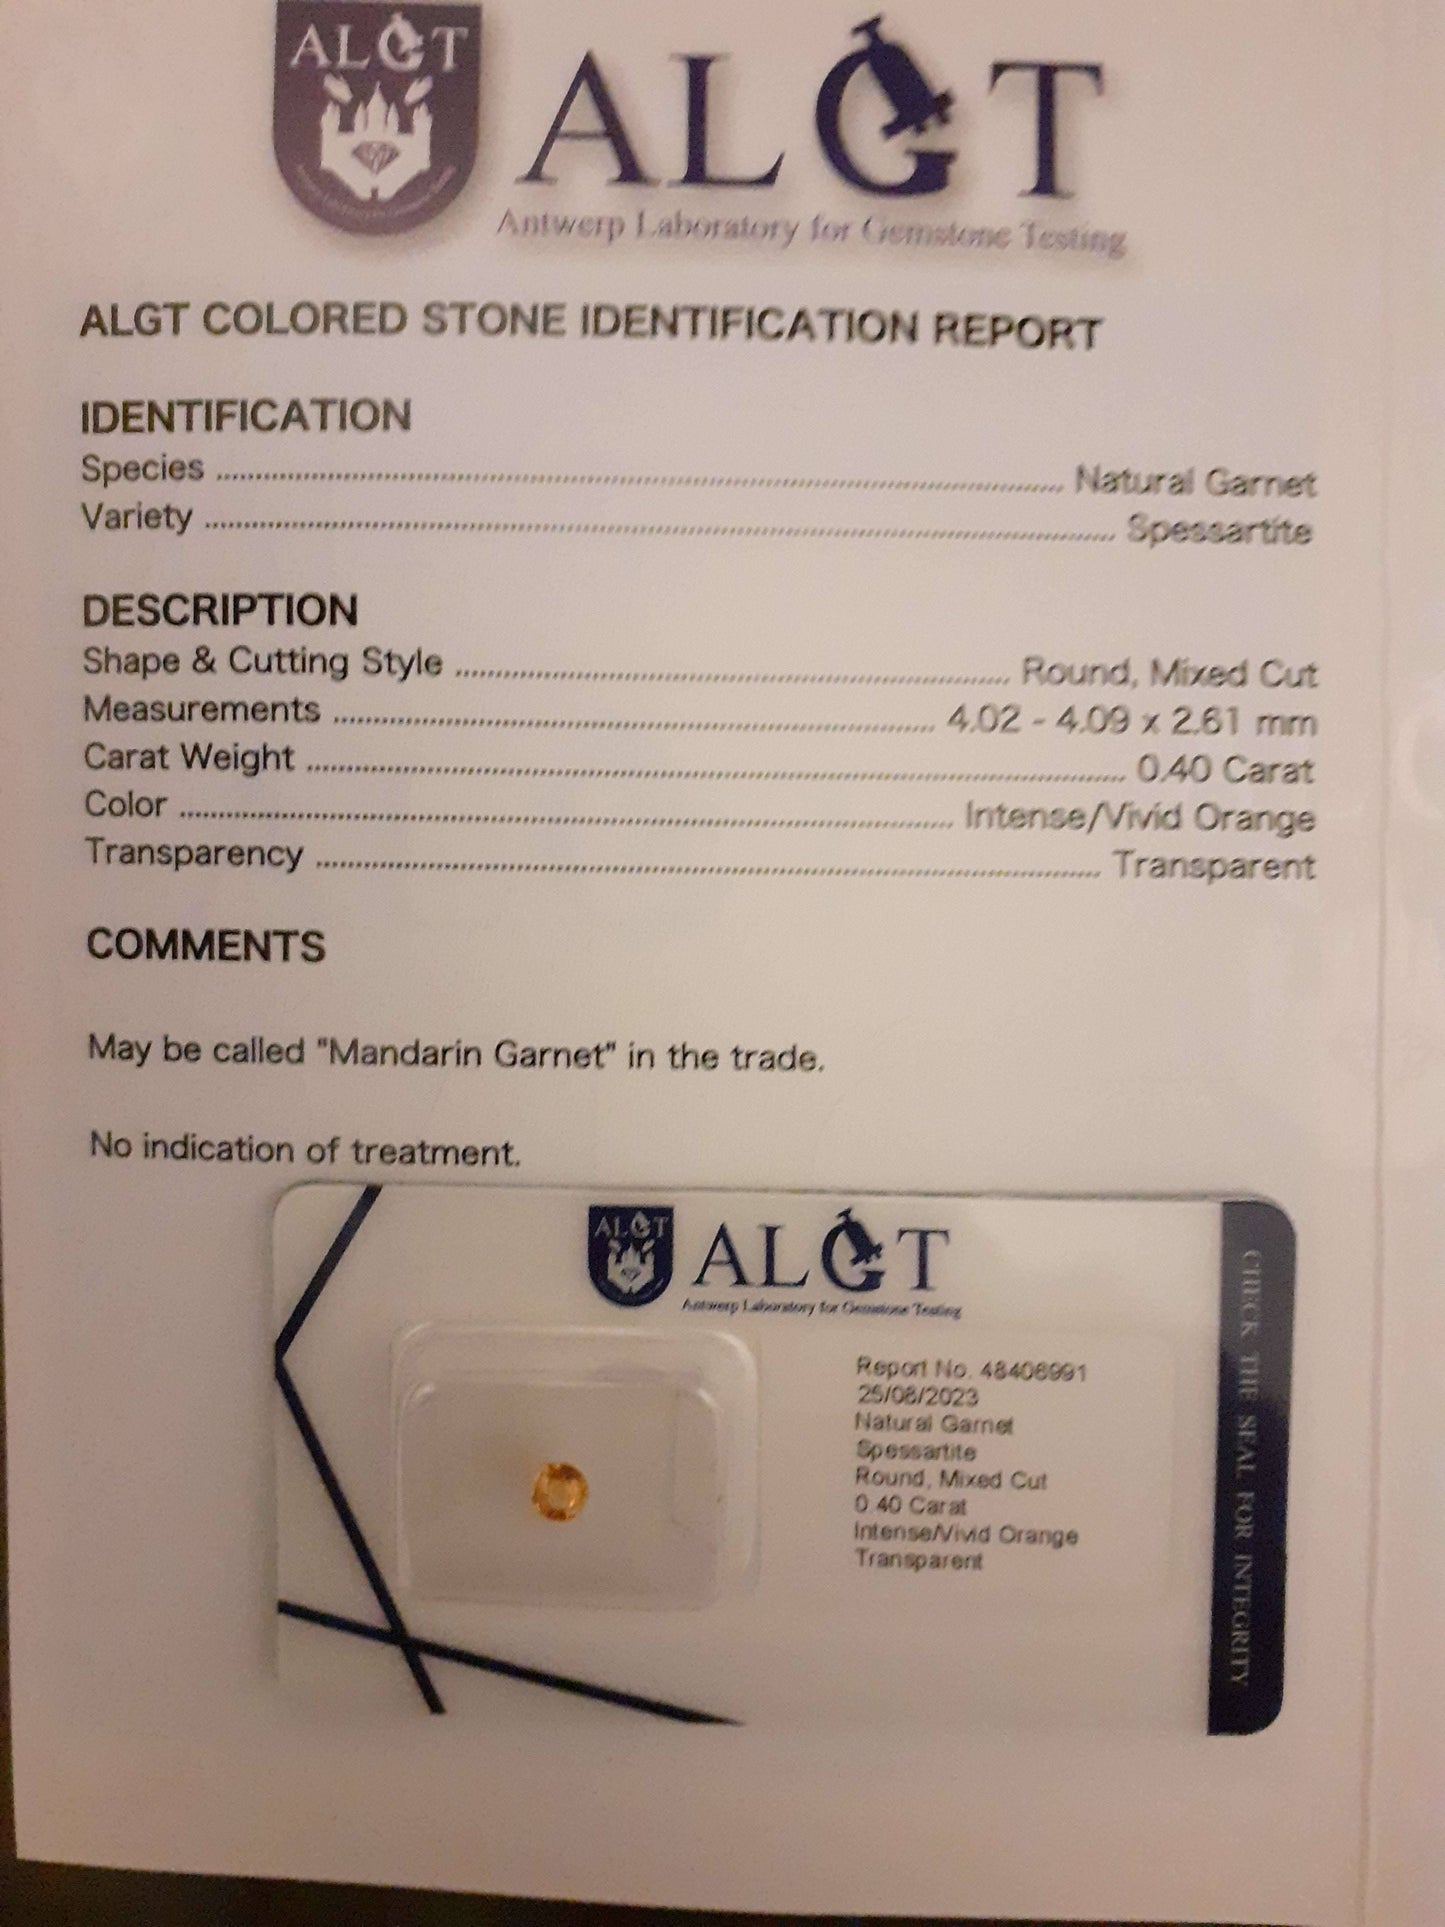 ALGT
ALGT
Antwerp Laboratory for Gemstone Testing
ALGT COLORED STONE IDENTIFICATION REPORT
IDENTIFICATION
Species ........ Natural Garnet
Variety ........ Spessartite
DESCRIPTION
Shape & Cutting Style ........ Round, Mixed Cut
Measurements ........ 4.02 - 4.09 x 2.61 mm
Carat Weight ........ 0.40 Carat
Color ........ Intense/Vivid Orange
Transparency ........ Transparent
COMMENTS
May be called "Mandarin Garnet" in the trade.
No indication of treatment.
ALGT
ALGT
Antwerp Laboratory for Gemstone Testing
Report No. 48406991
25/08/2023
Natural Garnet
Spessartite
Round, Mixed Cut
0.40 Carat
Intense/Vivid Orange
Transparent
CHECK THE SEAL FOR INTEGRITY